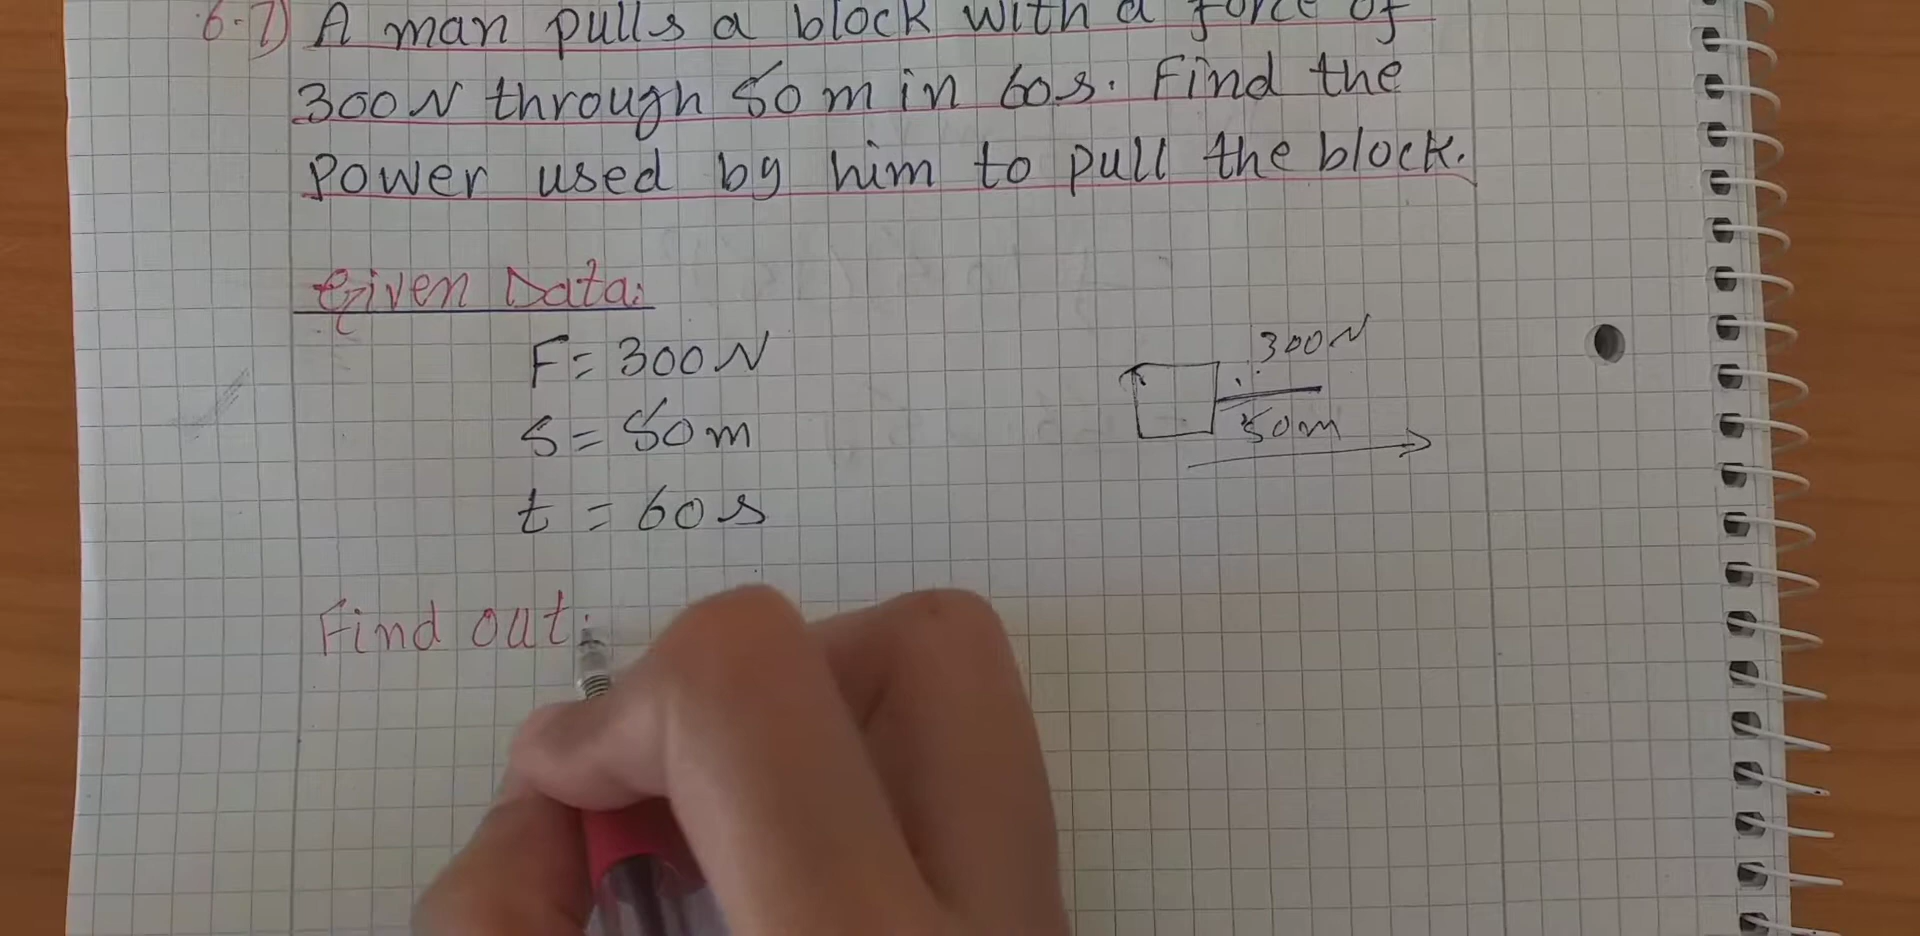 6.7) A man pulls a block with a force of
300N through 50m in 60s. Find the
Power used by him to pull the block.
Given Data:
F = 300N
300N
S = 50m
50m
t = 60s
Find out: